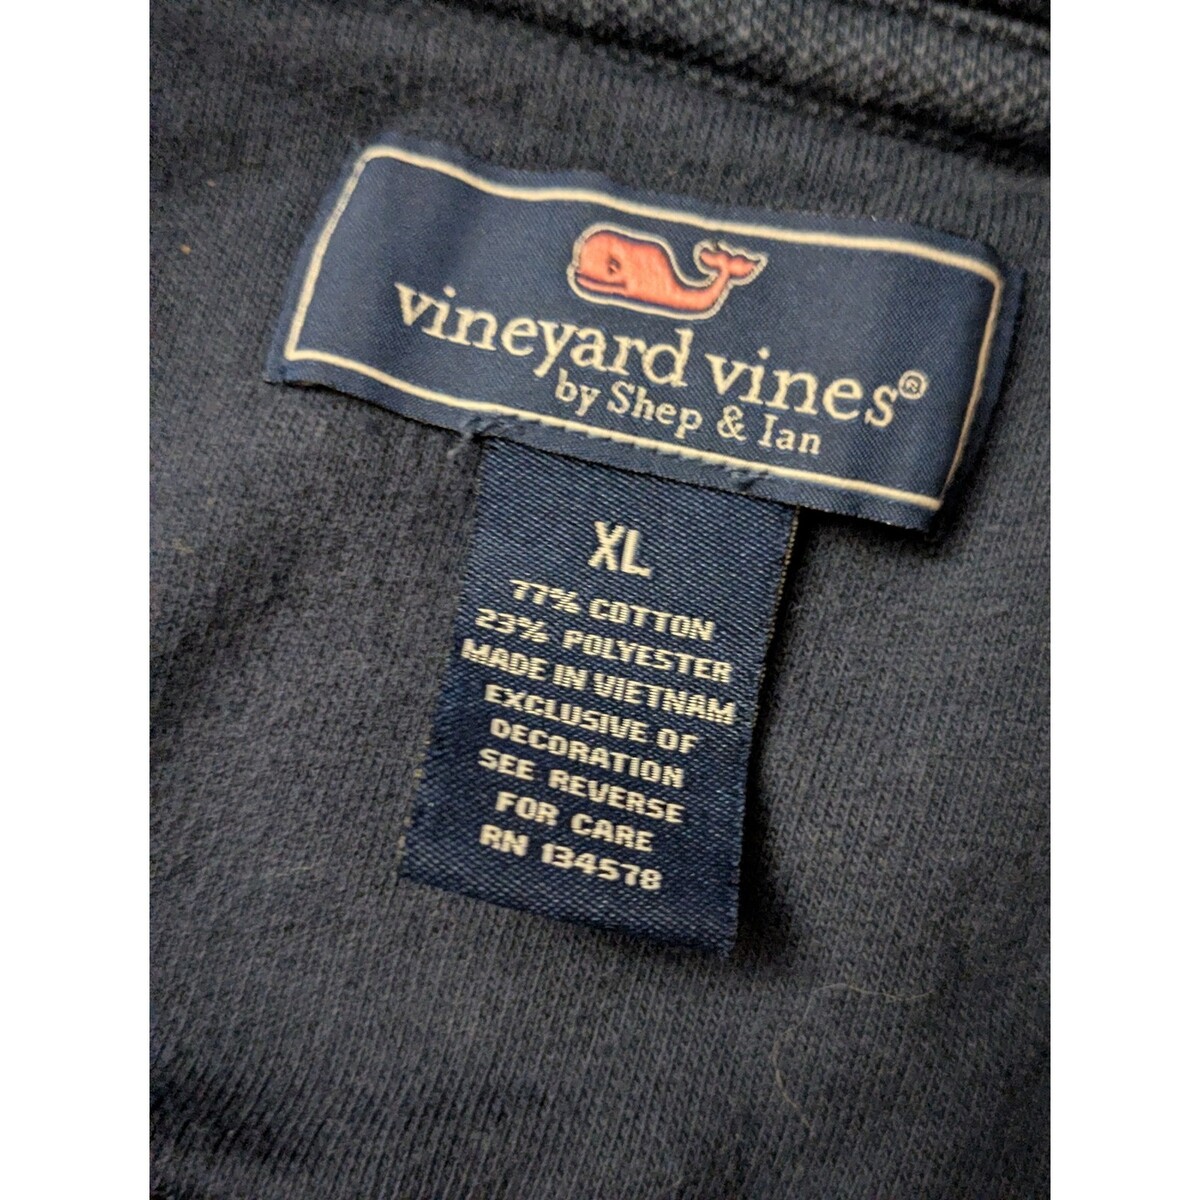 vineyard vines®
by Shep & Ian
XL
77% COTTON
23% POLYESTER
MADE IN VIETNAM
EXCLUSIVE OF
DECORATION
SEE REVERSE
FOR CARE
RN 134578